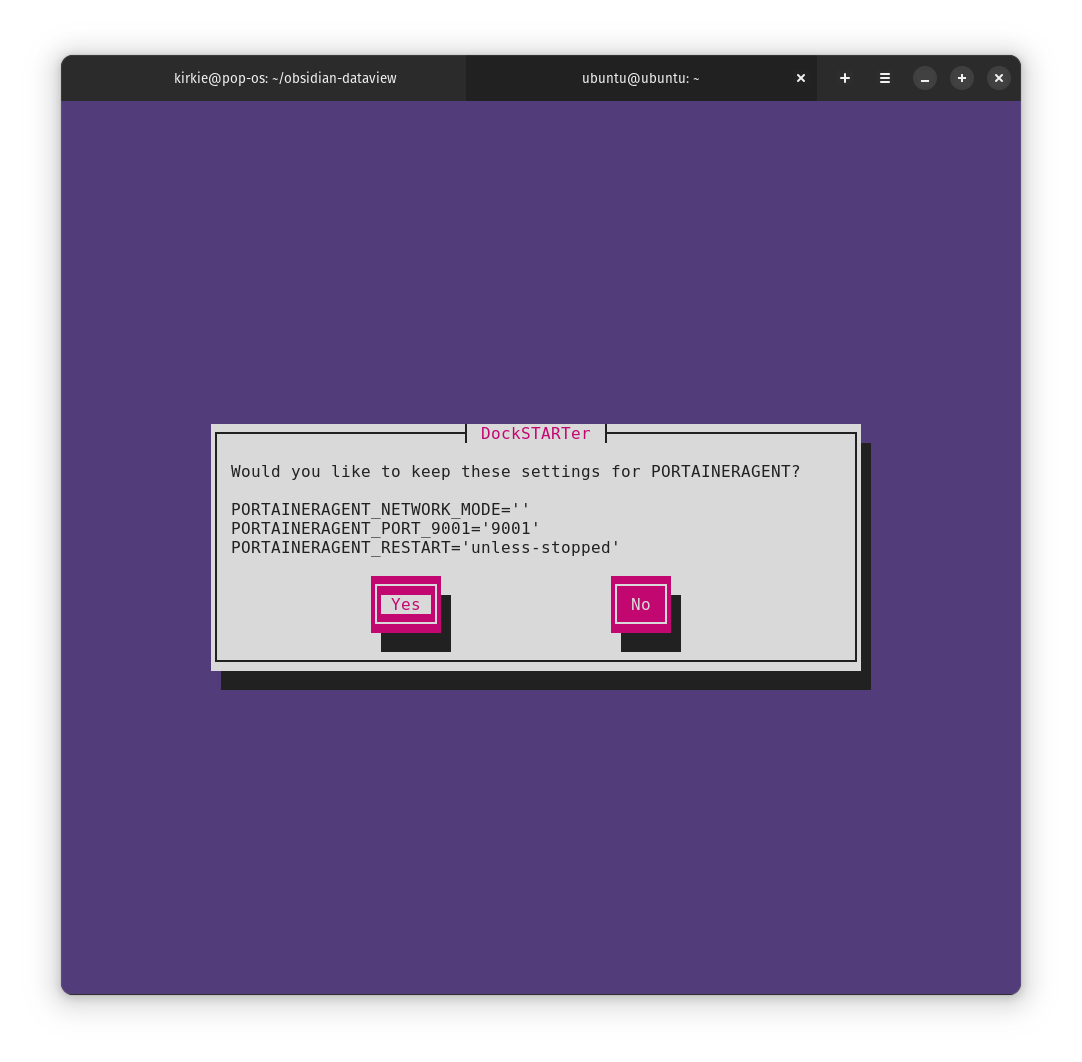 kirkie@pop-os: ~/obsidian-dataview
ubuntu@ubuntu: ~
DockSTARTer
Would you like to keep these settings for PORTAINERAGENT?
PORTAINERAGENT_NETWORK_MODE=''
PORTAINERAGENT_PORT_9001='9001'
PORTAINERAGENT_RESTART='unless-stopped'
Yes
No